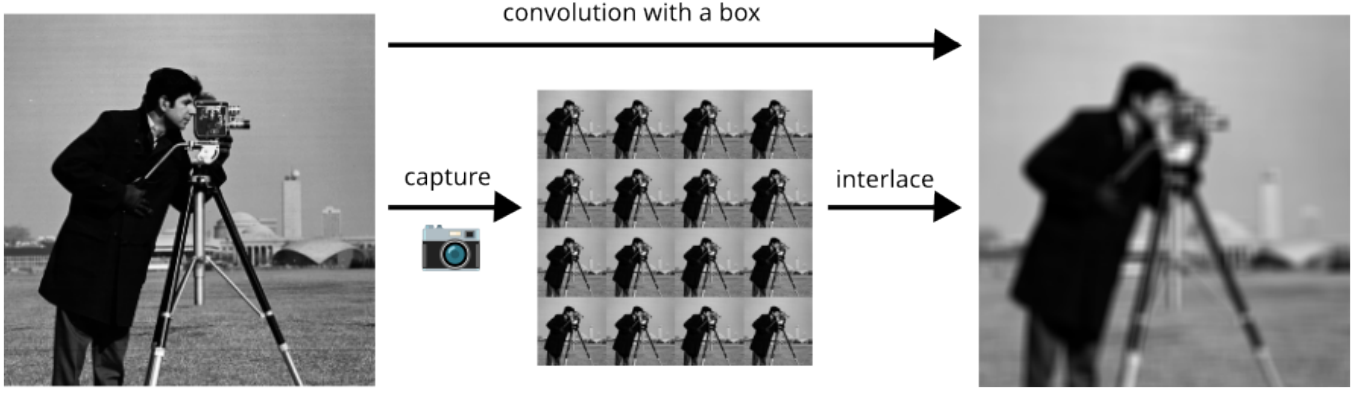 convolution with a box
capture
interlace